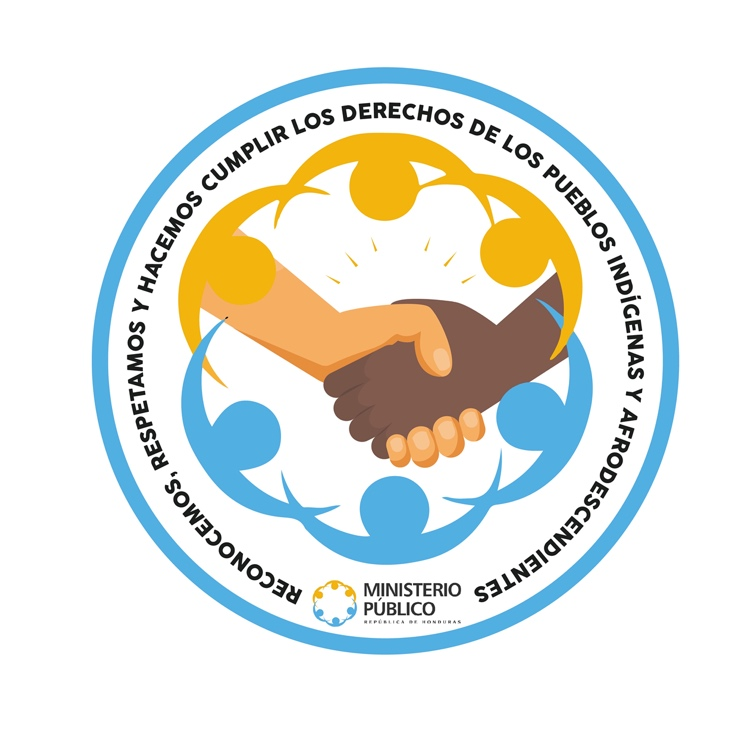 RECONOCEMOS, RESPETAMOS Y HACEMOS CUMPLIR LOS DERECHOS DE LOS PUEBLOS INDÍGENAS Y AFRODESCENDIENTES
MINISTERIO
PÚBLICO
REPÚBLICA DE HONDURAS